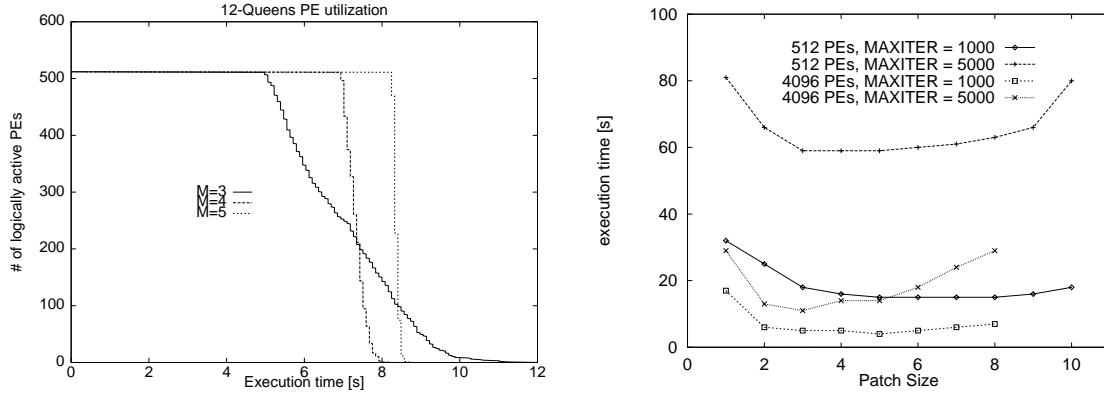 12-Queens PE utilization
600
500
400
300
200
100
0
# of logically active PEs
M=3
M=4
M=5
0 2 4 6 8 10 12
Execution time [s]
100
80
60
40
20
0
execution time [s]
512 PEs, MAXITER = 1000
512 PEs, MAXITER = 5000
4096 PEs, MAXITER = 1000
4096 PEs, MAXITER = 5000
0 2 4 6 8 10
Patch Size